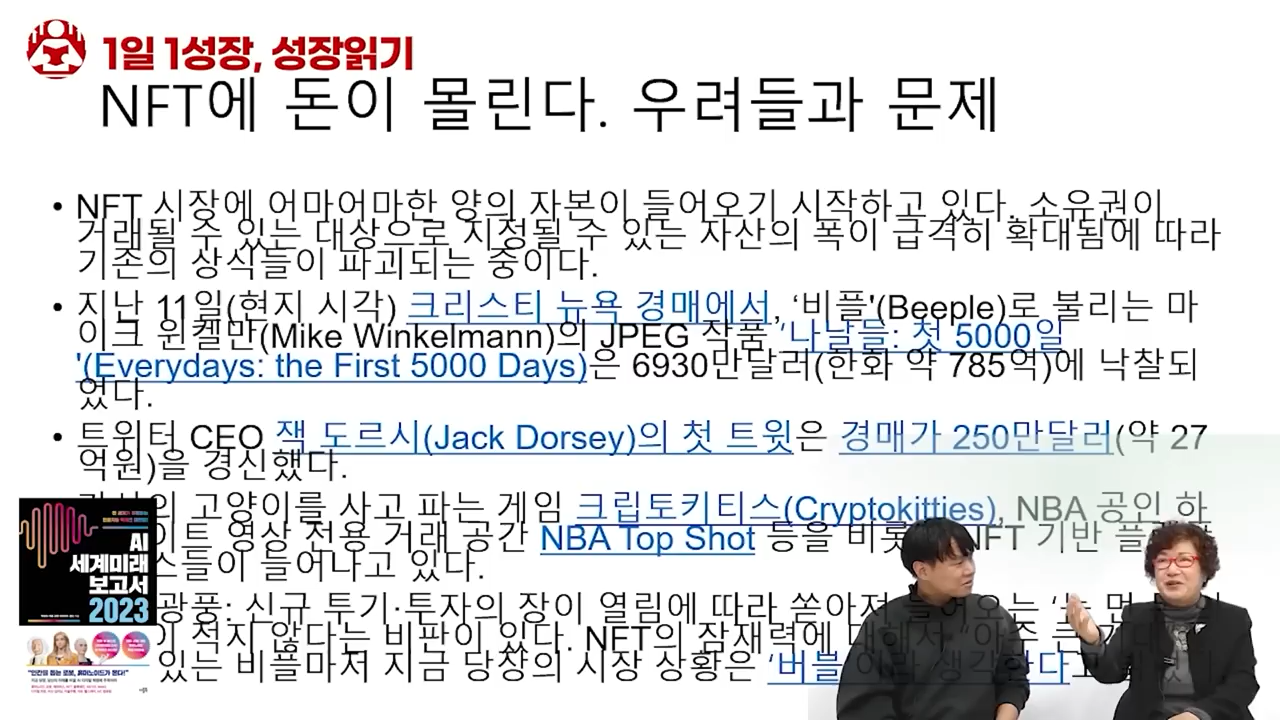 1일 1성장, 성장읽기
NFT에 돈이 몰린다. 우려들과 문제
• NFT 시장에 어마어마한 양의 자본이 들어오기 시작하고 있다. 소유권이
거래될 수 있는 대상으로 지정될 수 있는 자산의 폭이 급격히 확대됨에 따라
기존의 상식들이 파괴되는 중이다.
• 지난 11일(현지 시각) 크리스티 뉴욕 경매에서, ‘비플'(Beeple)로 불리는 마
이크 윈켈만(Mike Winkelmann)의 JPEG 작품 ‘나날들: 첫 5000일
'(Everydays: the First 5000 Days)은 6930만달러(한화 약 785억)에 낙찰되
었다.
• 트위터 CEO 잭 도르시(Jack Dorsey)의 첫 트윗은 경매가 250만달러(약 27
억원)을 경신했다.
고양이를 사고 파는 게임 크립토키티스(Cryptokitties), NBA 공인 하
이트 영상 전용 거래 공간 NBA Top Shot 등을 비롯 NFT 기반
스들이 들어나고 있다.
광풍: 신규 투기·투자의 장이 열림에 따라 쏟아져 들어오는 ‘눈 먼
적지 않다는 비판이 있다. NFT의 잠재력에
있는 비플마저 지금 당장의 시장 상황은 ‘버블
AI
세계미래
보고서
2023